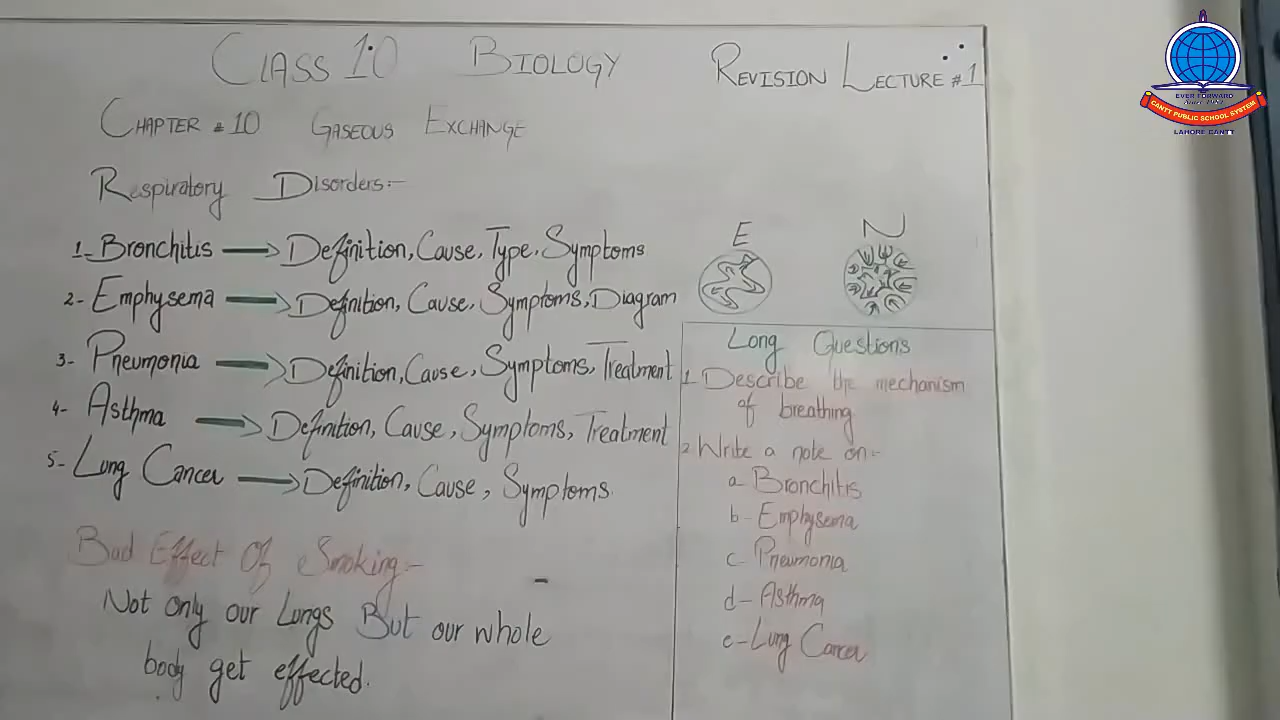 CLASS 10 BIOLOGY REVISION LECTURE #1
CHAPTER # 10 GASEOUS EXCHANGE
Respiratory Disorders:-
1- Bronchitis → Definition, Cause, Type, Symptoms
2- Emphysema → Definition, Cause, Symptoms, Diagram
3- Pneumonia → Definition, Cause, Symptoms, Treatment
4- Asthma → Definition, Cause, Symptoms, Treatment
5- Lung Cancer → Definition, Cause, Symptoms.
Bad Effect Of Smoking:-
Not only our Lungs But our whole
body get effected.
E N
Long Questions
1. Describe the mechanism
of breathing
2. Write a note on:-
a- Bronchitis
b- Emphysema
c- Pneumonia
d- Asthma
e- Lung Cancer
EVER FORWARD
CANTT PUBLIC SCHOOL SYSTEM
LAHORE CANTT